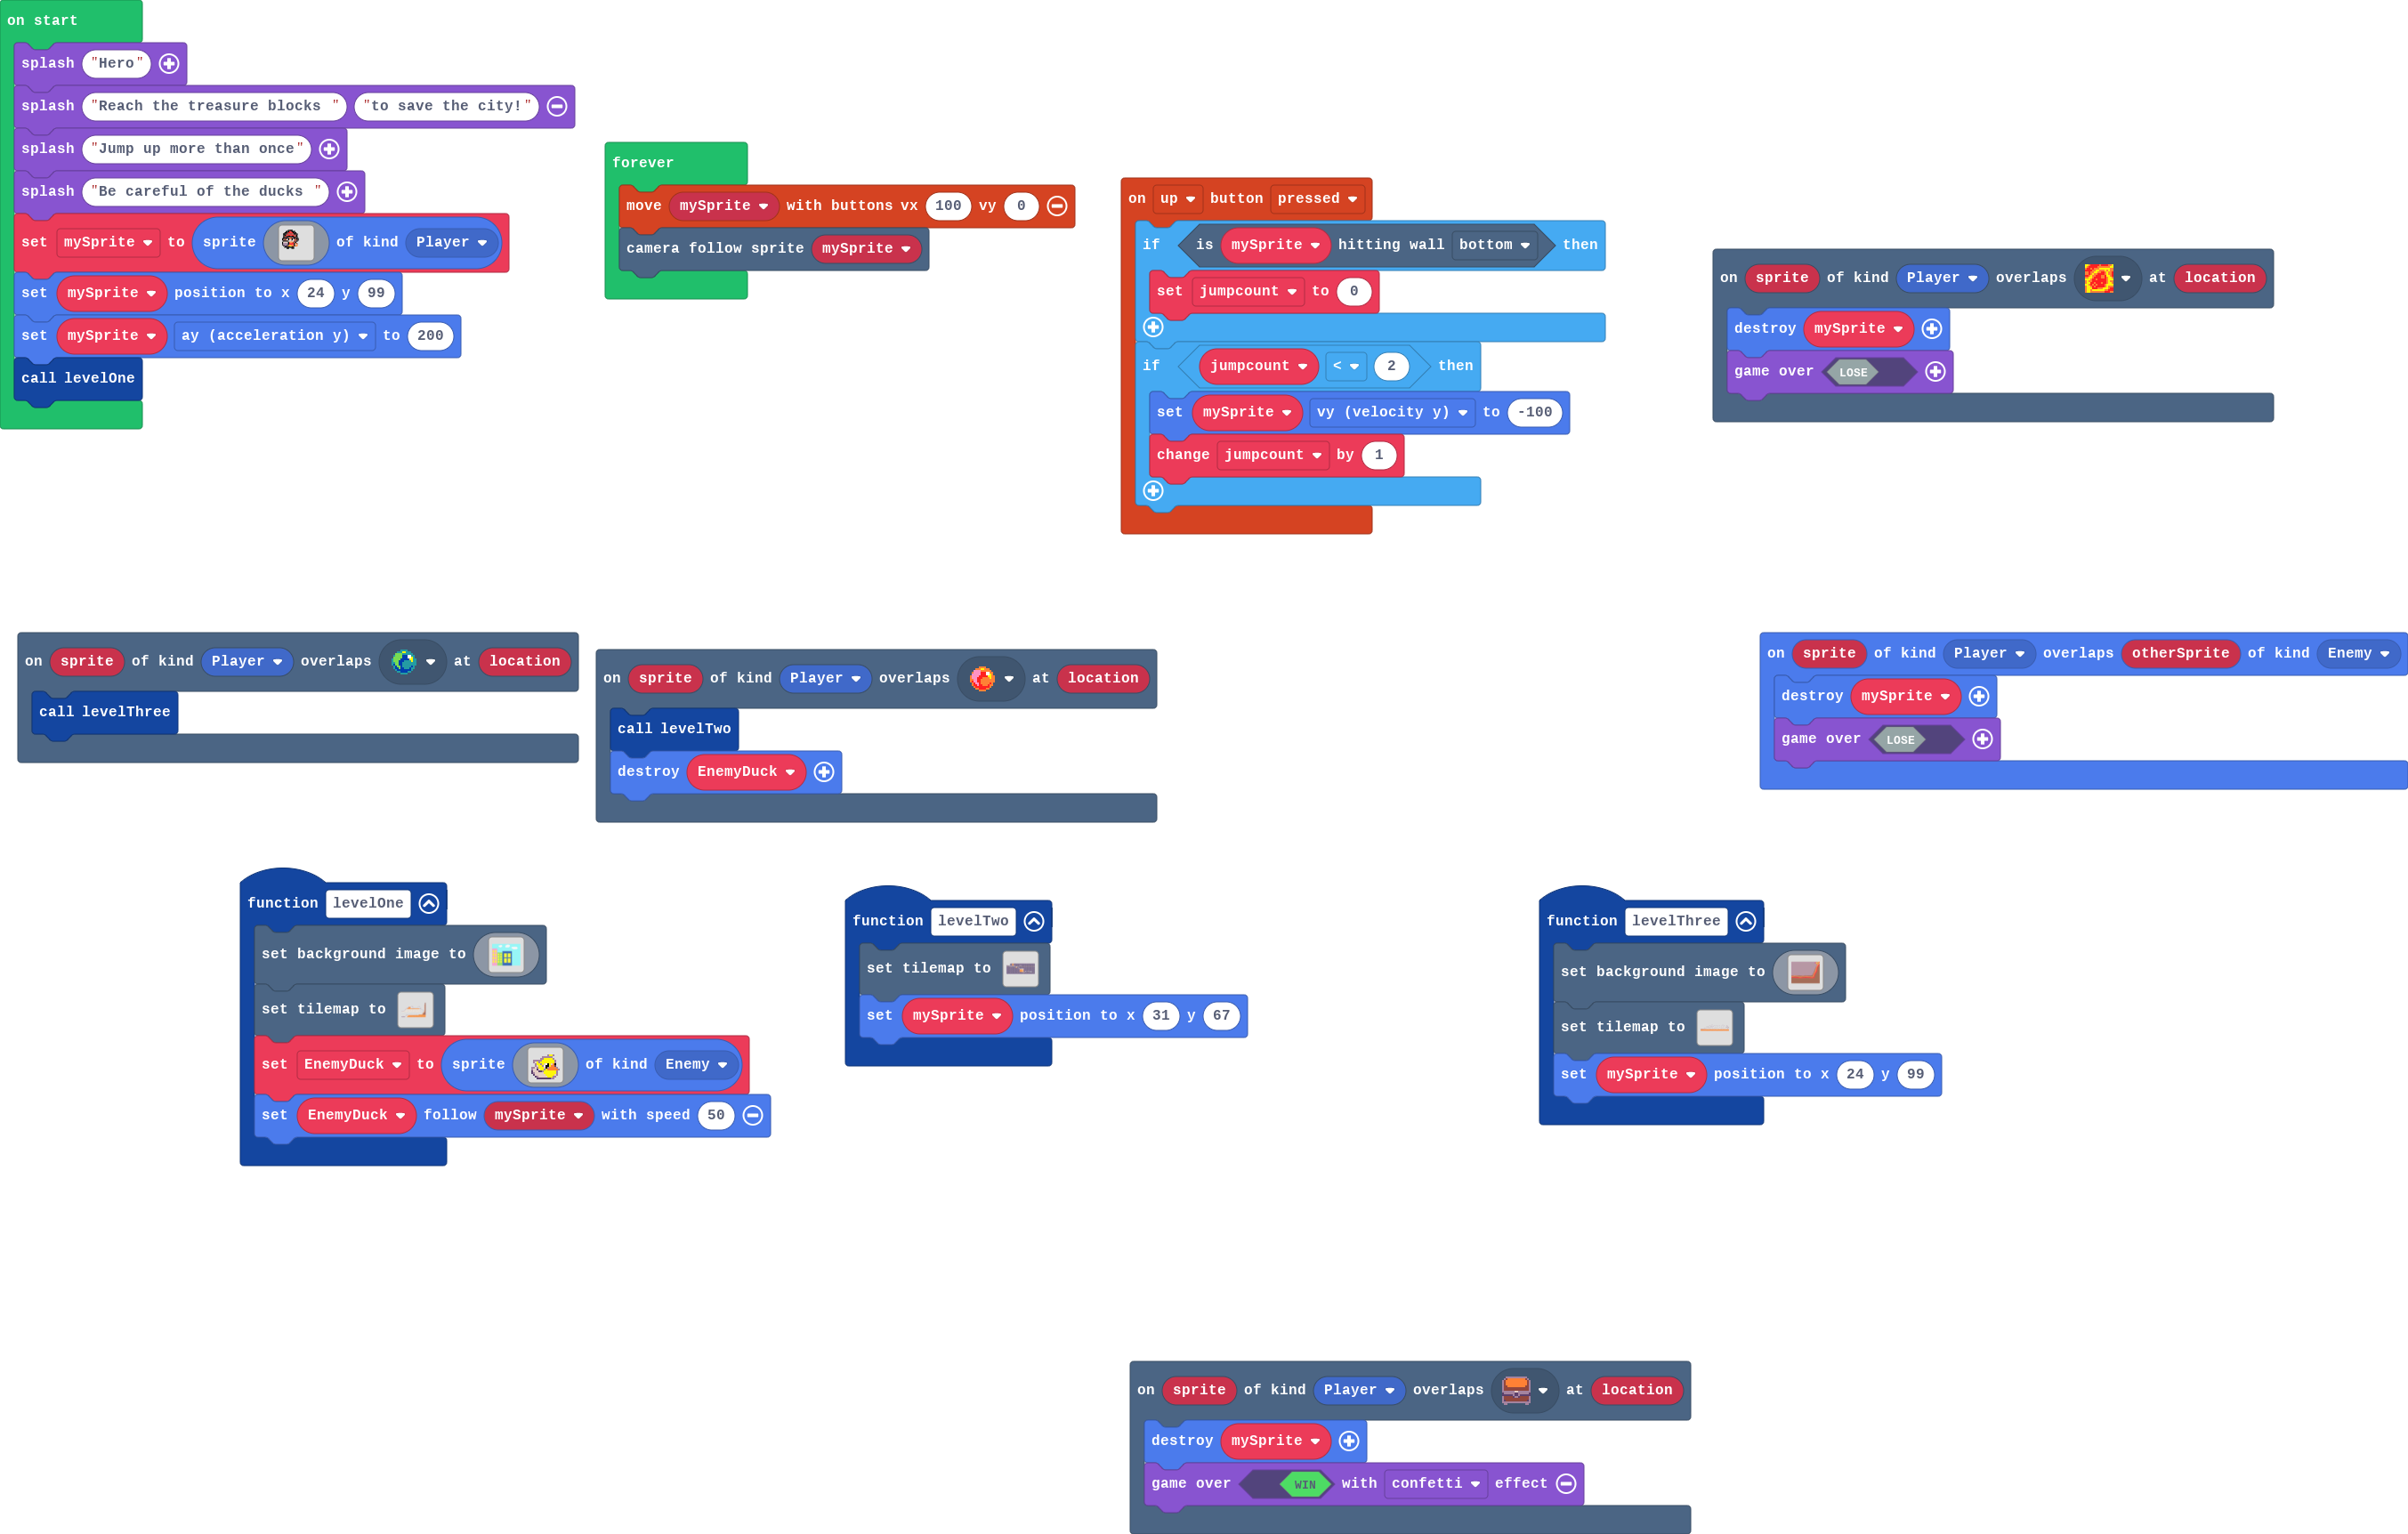 on start
splash "Hero"
splash "Reach the treasure blocks " "to save the city!"
splash "Jump up more than once"
splash "Be careful of the ducks "
set mySprite to sprite of kind Player
set mySprite position to x 24 y 99
set mySprite ay (acceleration y) to 200
call levelOne
forever
move mySprite with buttons vx 100 vy 0
camera follow sprite mySprite
on up button pressed
if is mySprite hitting wall bottom then
set jumpcount to 0
if jumpcount < 2 then
set mySprite vy (velocity y) to -100
change jumpcount by 1
on sprite of kind Player overlaps at location
destroy mySprite
game over LOSE
on sprite of kind Player overlaps at location
call levelThree
on sprite of kind Player overlaps at location
call levelTwo
destroy EnemyDuck
on sprite of kind Player overlaps otherSprite of kind Enemy
destroy mySprite
game over LOSE
function levelOne
set background image to
set tilemap to
set EnemyDuck to sprite of kind Enemy
set EnemyDuck follow mySprite with speed 50
function levelTwo
set tilemap to
set mySprite position to x 31 y 67
function levelThree
set background image to
set tilemap to
set mySprite position to x 24 y 99
on sprite of kind Player overlaps at location
destroy mySprite
game over WIN with confetti effect